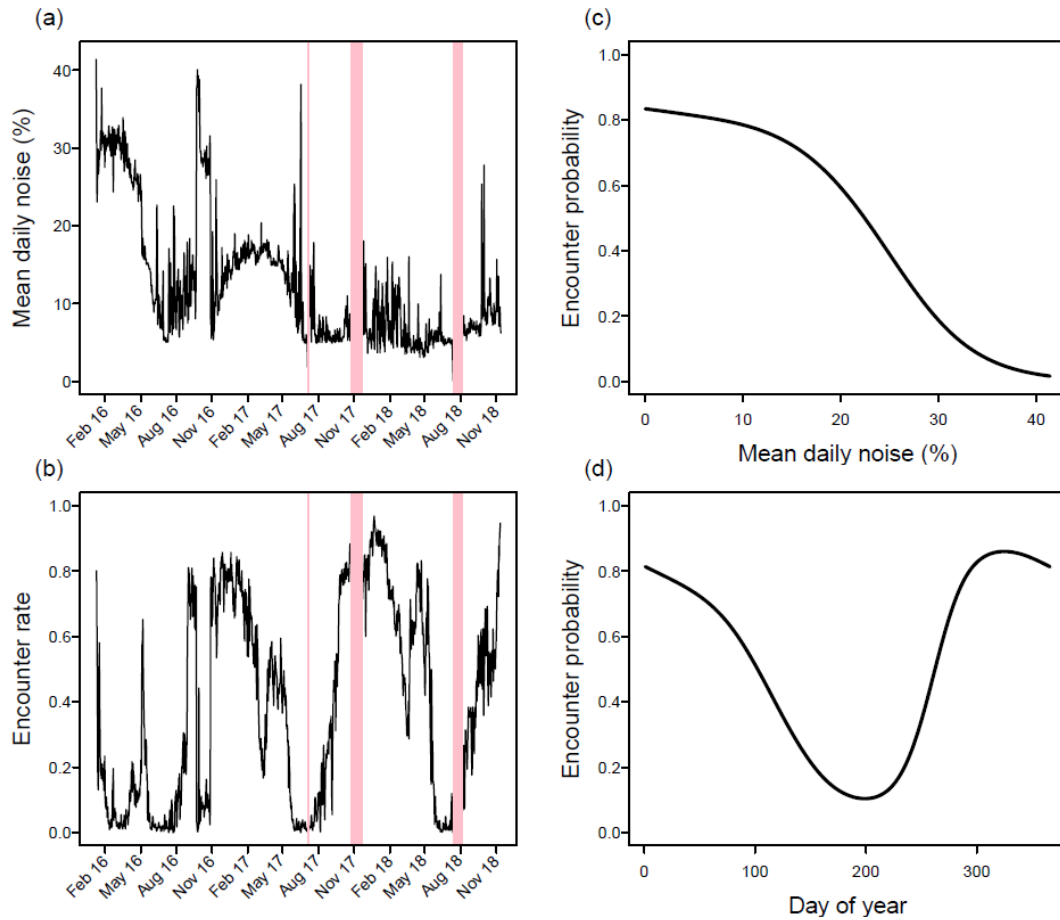 (a)
Mean daily noise (%)
40
30
20
10
0
Feb 16
May 16
Aug 16
Nov 16
Feb 17
May 17
Aug 17
Nov 17
Feb 18
May 18
Aug 18
Nov 18
(c)
Encounter probability
1.0
0.8
0.6
0.4
0.2
0.0
0
10
20
30
40
Mean daily noise (%)
(b)
Encounter rate
1.0
0.8
0.6
0.4
0.2
0.0
Feb 16
May 16
Aug 16
Nov 16
Feb 17
May 17
Aug 17
Nov 17
Feb 18
May 18
Aug 18
Nov 18
(d)
Encounter probability
1.0
0.8
0.6
0.4
0.2
0.0
0
100
200
300
Day of year